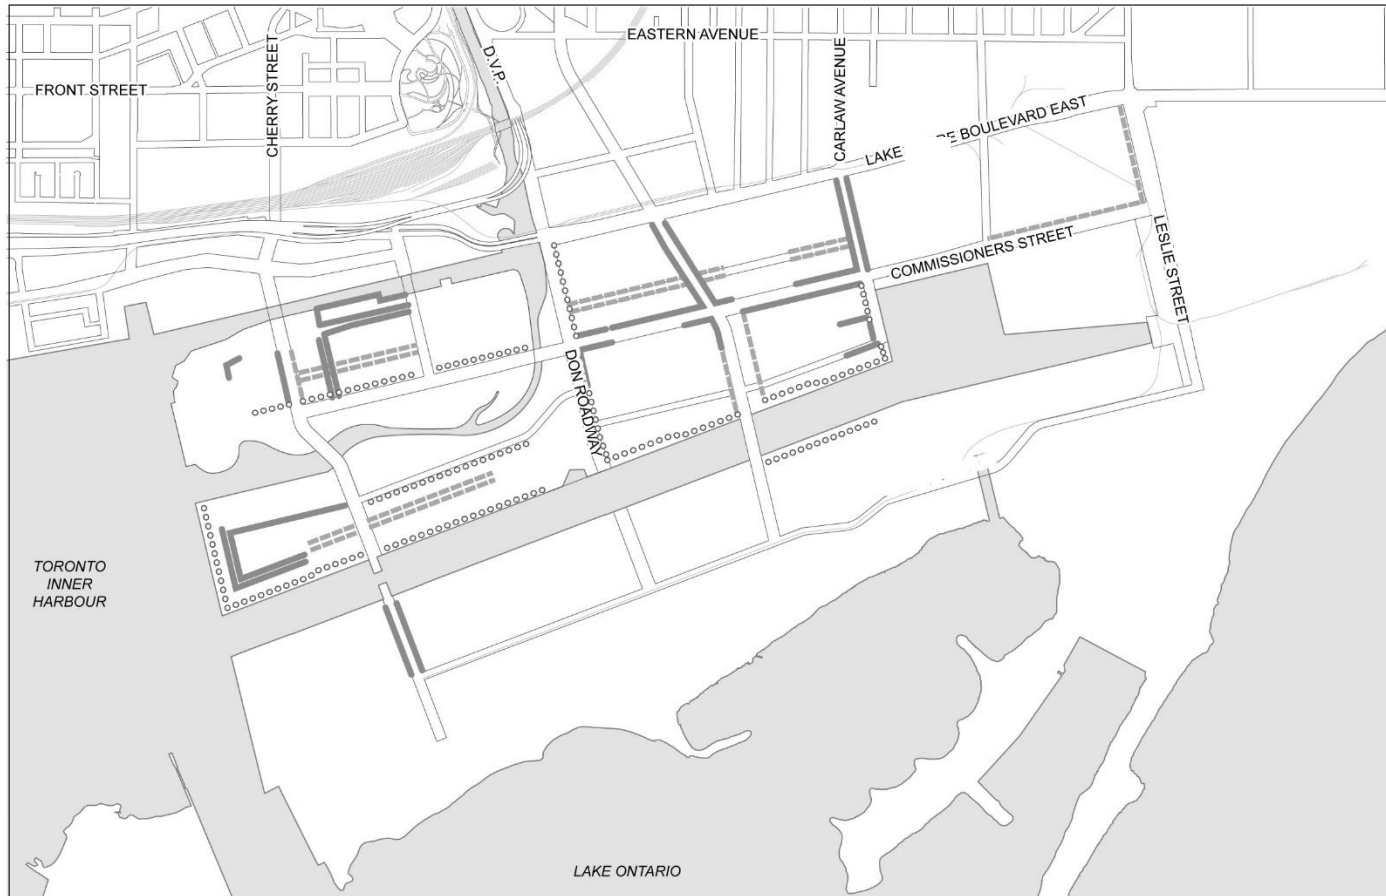 EASTERN AVENUE
D.V.P.
FRONT STREET
CHERRY STREET
CARLAW AVENUE
LAKE
BOULEVARD EAST
LESLIE STREET
COMMISSIONERS STREET
DON ROADWAY
TORONTO
INNER
HARBOUR
LAKE ONTARIO